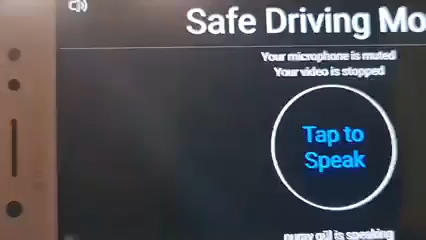 Safe Driving Mo
Your microphone is muted
Your video is stopped
Tap to
Speak
is speaking